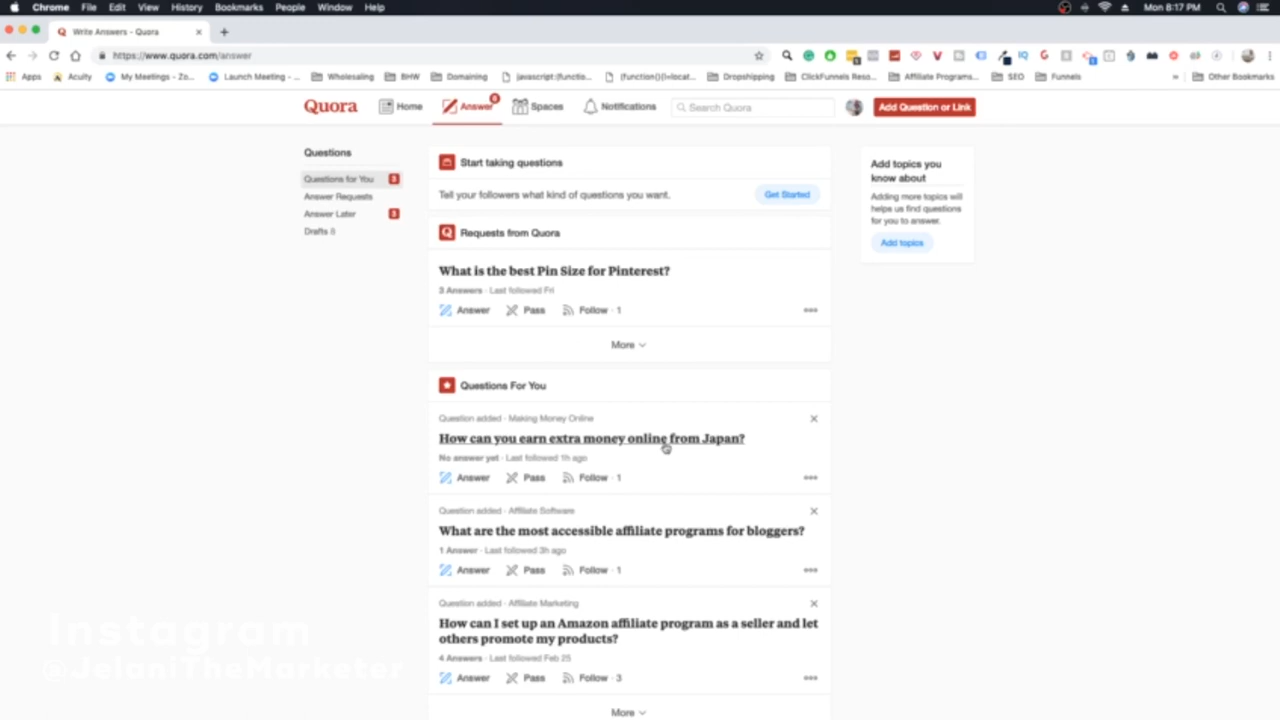 Chrome File Edit View History Bookmarks People Window Help Mon 8:17 PM
Write Answers - Quora
https://www.quora.com/answer
Apps Acuity My Meetings - Zo... Launch Meeting - ... Wholesaling BHW Domaining javascript:(functio... (function(){l=locat... Dropshipping ClickFunnels Reso... Affiliate Programs... SEO Funnels » Other Bookmarks
Quora Home Answer 6 Spaces Notifications Search Quora Add Question or Link
Questions
Questions for You 3
Answer Requests
Answer Later 3
Drafts
Start taking questions
Tell your followers what kind of questions you want. Get Started
Requests from Quora
What is the best Pin Size for Pinterest?
3 Answers · Last followed Fri
Answer Pass Follow · 1
More
Questions For You
Question added · Making Money Online
How can you earn extra money online from Japan?
No answer yet · Last followed 1h ago
Answer Pass Follow · 1
Question added · Affiliate Software
What are the most accessible affiliate programs for bloggers?
1 Answer · Last followed 3h ago
Answer Pass Follow · 1
Question added · Affiliate Marketing
How can I set up an Amazon affiliate program as a seller and let
others promote my products?
4 Answers · Last followed Feb 25
Answer Pass Follow · 3
More
Add topics you
know about
Adding more topics will
helps us find questions
for you to answer.
Add topics
Instagram
@JelaniTheMarketer